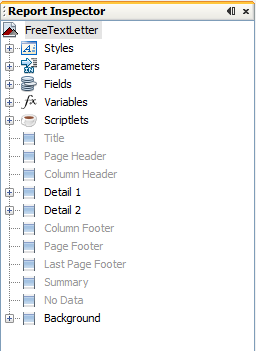 Report Inspector
FreeTextLetter
Styles
Parameters
Fields
Variables
Scriptlets
Title
Page Header
Column Header
Detail 1
Detail 2
Column Footer
Page Footer
Last Page Footer
Summary
No Data
Background